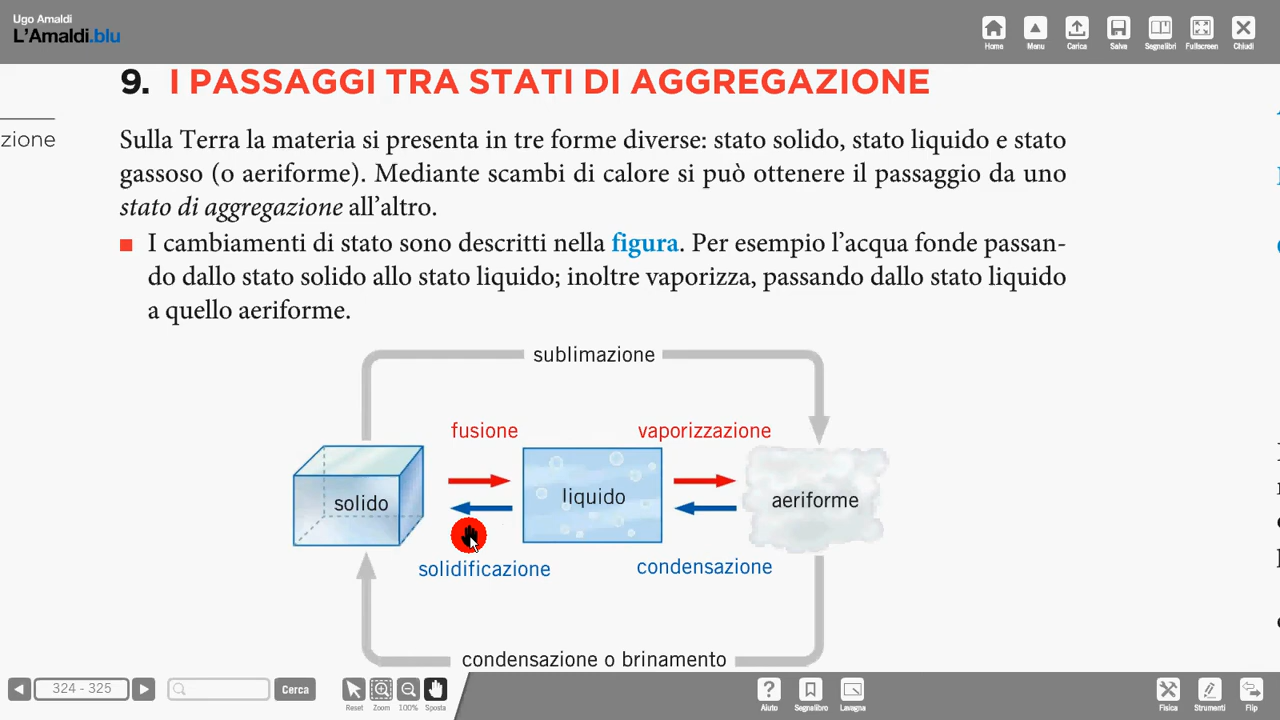 Ugo Amaldi
L'Amaldi.blu
Home
Menu
Carica
Salva
Segnalibri
Fullscreen
Chiudi
9. I PASSAGGI TRA STATI DI AGGREGAZIONE
zione
Sulla Terra la materia si presenta in tre forme diverse: stato solido, stato liquido e stato
gassoso (o aeriforme). Mediante scambi di calore si può ottenere il passaggio da uno
stato di aggregazione all'altro.
I cambiamenti di stato sono descritti nella figura. Per esempio l'acqua fonde passan-
do dallo stato solido allo stato liquido; inoltre vaporizza, passando dallo stato liquido
a quello aeriforme.
sublimazione
fusione
vaporizzazione
solido
liquido
aeriforme
solidificazione
condensazione
condensazione o brinamento
324 - 325
Cerca
Reset
Zoom
100%
Sposta
Aiuto
Segnalibro
Lavagna
Fisica
Strumenti
Flip